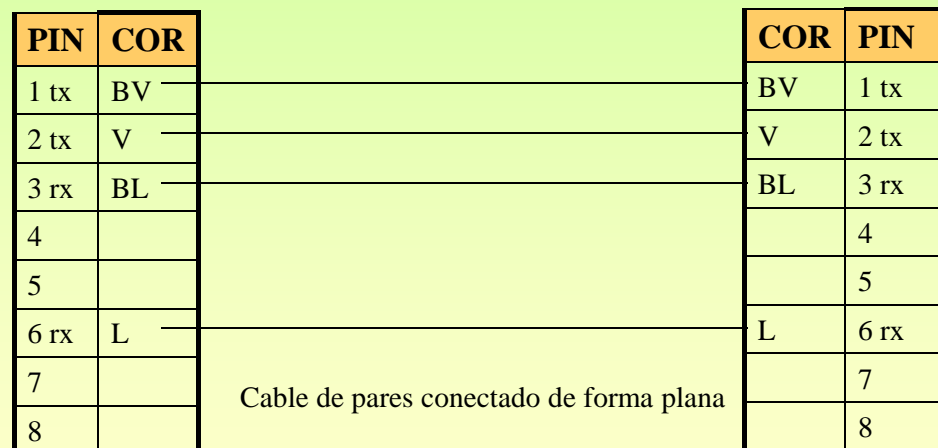 PIN COR COR PIN
1 tx BV BV 1 tx
2 tx V V 2 tx
3 rx BL BL 3 rx
4 4
5 5
6 rx L L 6 rx
7 7
Cable de pares conectado de forma plana
8 8